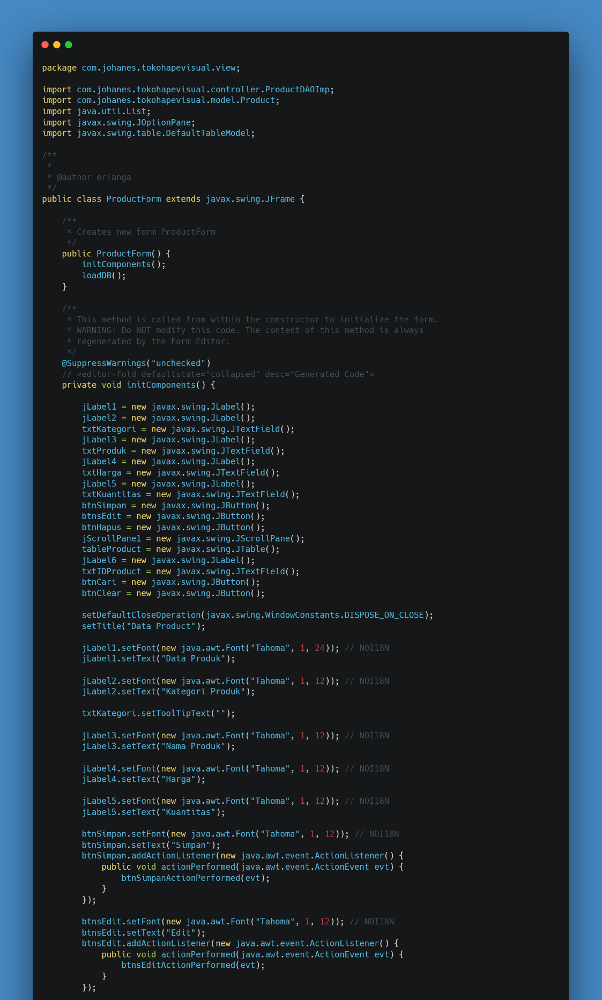 package com.johanes.tokohapevisual.view;

import com.johanes.tokohapevisual.controller.ProductDAOImp;
import com.johanes.tokohapevisual.model.Product;
import java.util.List;
import javax.swing.JOptionPane;
import javax.swing.table.DefaultTableModel;

/**
 *
 * @author erlanga
 */
public class ProductForm extends javax.swing.JFrame {

    /**
     * Creates new form ProductForm
     */
    public ProductForm() {
        initComponents();
        loadDB();
    }

    /**
     * This method is called from within the constructor to initialize the form.
     * WARNING: Do NOT modify this code. The content of this method is always
     * regenerated by the Form Editor.
     */
    @SuppressWarnings("unchecked")
    // <editor-fold defaultstate="collapsed" desc="Generated Code">
    private void initComponents() {

        jLabel1 = new javax.swing.JLabel();
        jLabel2 = new javax.swing.JLabel();
        txtKategori = new javax.swing.JTextField();
        jLabel3 = new javax.swing.JLabel();
        txtProduk = new javax.swing.JTextField();
        jLabel4 = new javax.swing.JLabel();
        txtHarga = new javax.swing.JTextField();
        jLabel5 = new javax.swing.JLabel();
        txtKuantitas = new javax.swing.JTextField();
        btnSimpan = new javax.swing.JButton();
        btnsEdit = new javax.swing.JButton();
        btnHapus = new javax.swing.JButton();
        jScrollPane1 = new javax.swing.JScrollPane();
        tableProduct = new javax.swing.JTable();
        jLabel6 = new javax.swing.JLabel();
        txtIDProduct = new javax.swing.JTextField();
        btnCari = new javax.swing.JButton();
        btnClear = new javax.swing.JButton();

        setDefaultCloseOperation(javax.swing.WindowConstants.DISPOSE_ON_CLOSE);
        setTitle("Data Product");

        jLabel1.setFont(new java.awt.Font("Tahoma", 1, 24)); // NOI18N
        jLabel1.setText("Data Produk");

        jLabel2.setFont(new java.awt.Font("Tahoma", 1, 12)); // NOI18N
        jLabel2.setText("Kategori Produk");

        txtKategori.setToolTipText("");

        jLabel3.setFont(new java.awt.Font("Tahoma", 1, 12)); // NOI18N
        jLabel3.setText("Nama Produk");

        jLabel4.setFont(new java.awt.Font("Tahoma", 1, 12)); // NOI18N
        jLabel4.setText("Harga");

        jLabel5.setFont(new java.awt.Font("Tahoma", 1, 12)); // NOI18N
        jLabel5.setText("Kuantitas");

        btnSimpan.setFont(new java.awt.Font("Tahoma", 1, 12)); // NOI18N
        btnSimpan.setText("Simpan");
        btnSimpan.addActionListener(new java.awt.event.ActionListener() {
            public void actionPerformed(java.awt.event.ActionEvent evt) {
                btnSimpanActionPerformed(evt);
            }
        });

        btnsEdit.setFont(new java.awt.Font("Tahoma", 1, 12)); // NOI18N
        btnsEdit.setText("Edit");
        btnsEdit.addActionListener(new java.awt.event.ActionListener() {
            public void actionPerformed(java.awt.event.ActionEvent evt) {
                btnsEditActionPerformed(evt);
            }
        });